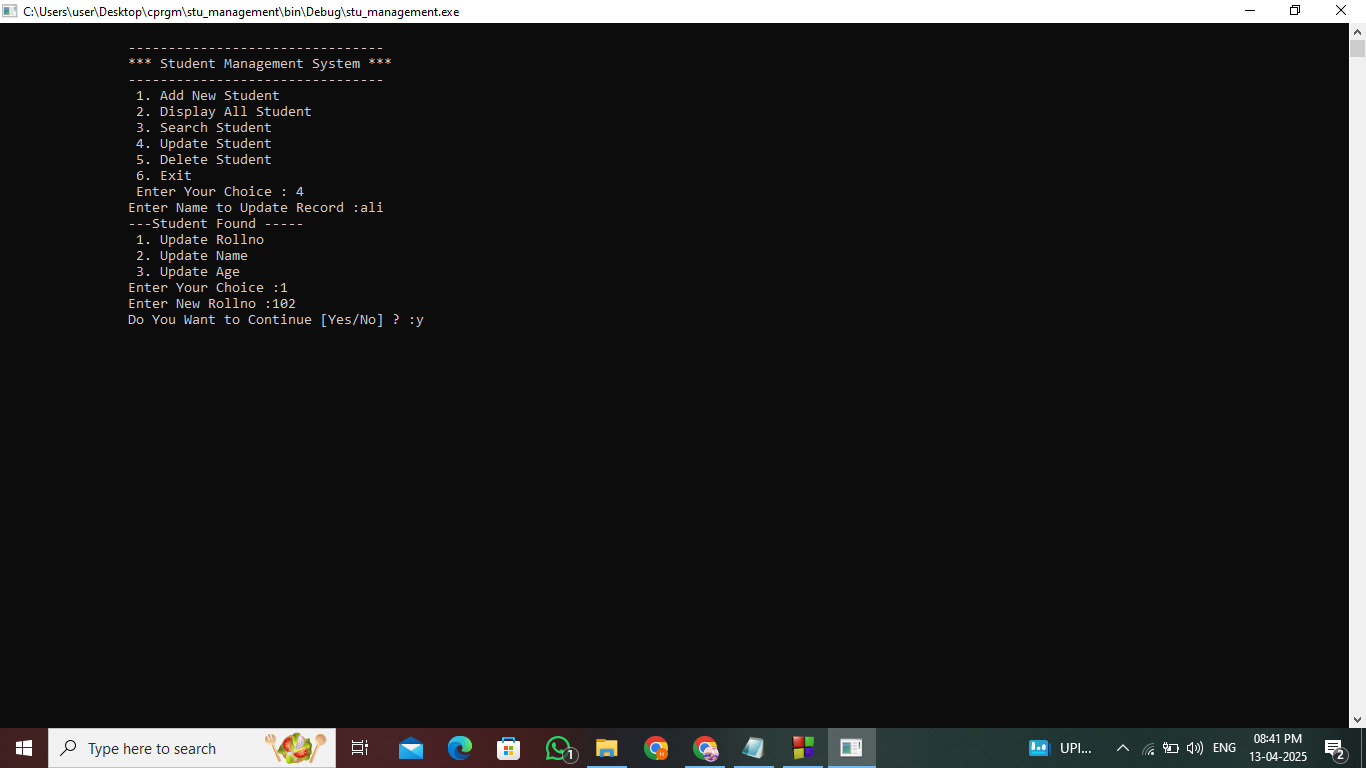 C:\Users\user\Desktop\cprgm\stu_management\bin\Debug\stu_management.exe
--------------------------------
*** Student Management System ***
--------------------------------
1. Add New Student
2. Display All Student
3. Search Student
4. Update Student
5. Delete Student
6. Exit
Enter Your Choice : 4
Enter Name to Update Record :ali
---Student Found -----
1. Update Rollno
2. Update Name
3. Update Age
Enter Your Choice :1
Enter New Rollno :102
Do You Want to Continue [Yes/No] ? :y
Type here to search
1
H
UPI...
ENG
08:41 PM
13-04-2025
2